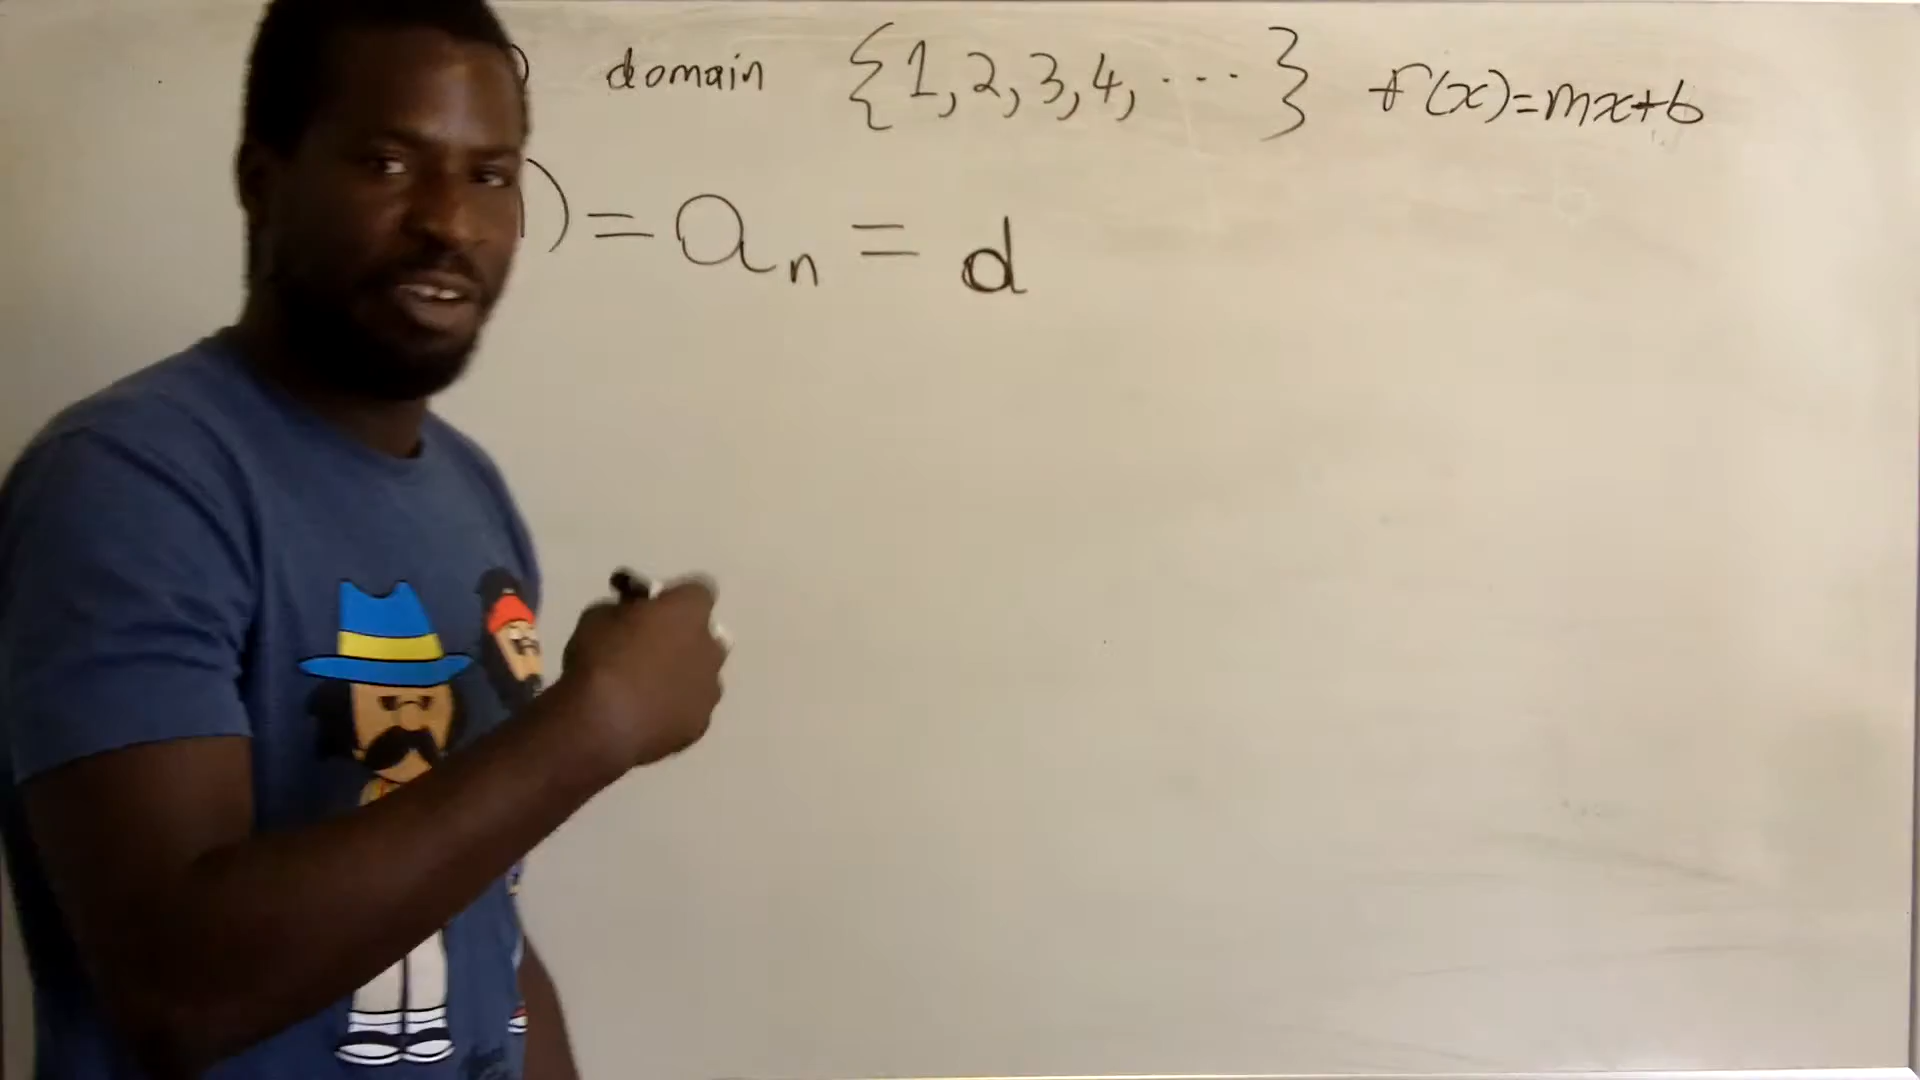 ) domain {1,2,3,4, ...} f(x)=mx+b
) = aₙ = d